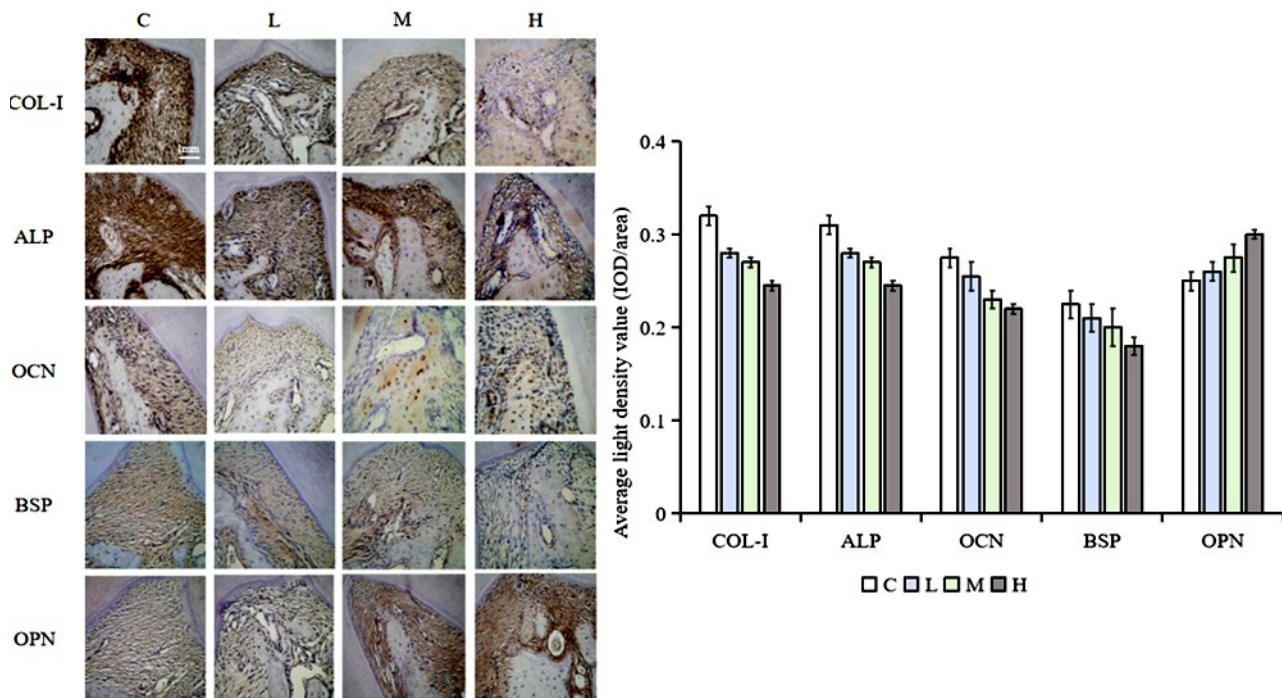 C L M H
COL-I
1mm
ALP
OCN
BSP
OPN
Average light density value (IOD/area)
0.4
0.3
0.2
0.1
0
COL-I ALP OCN BSP OPN
C L M H